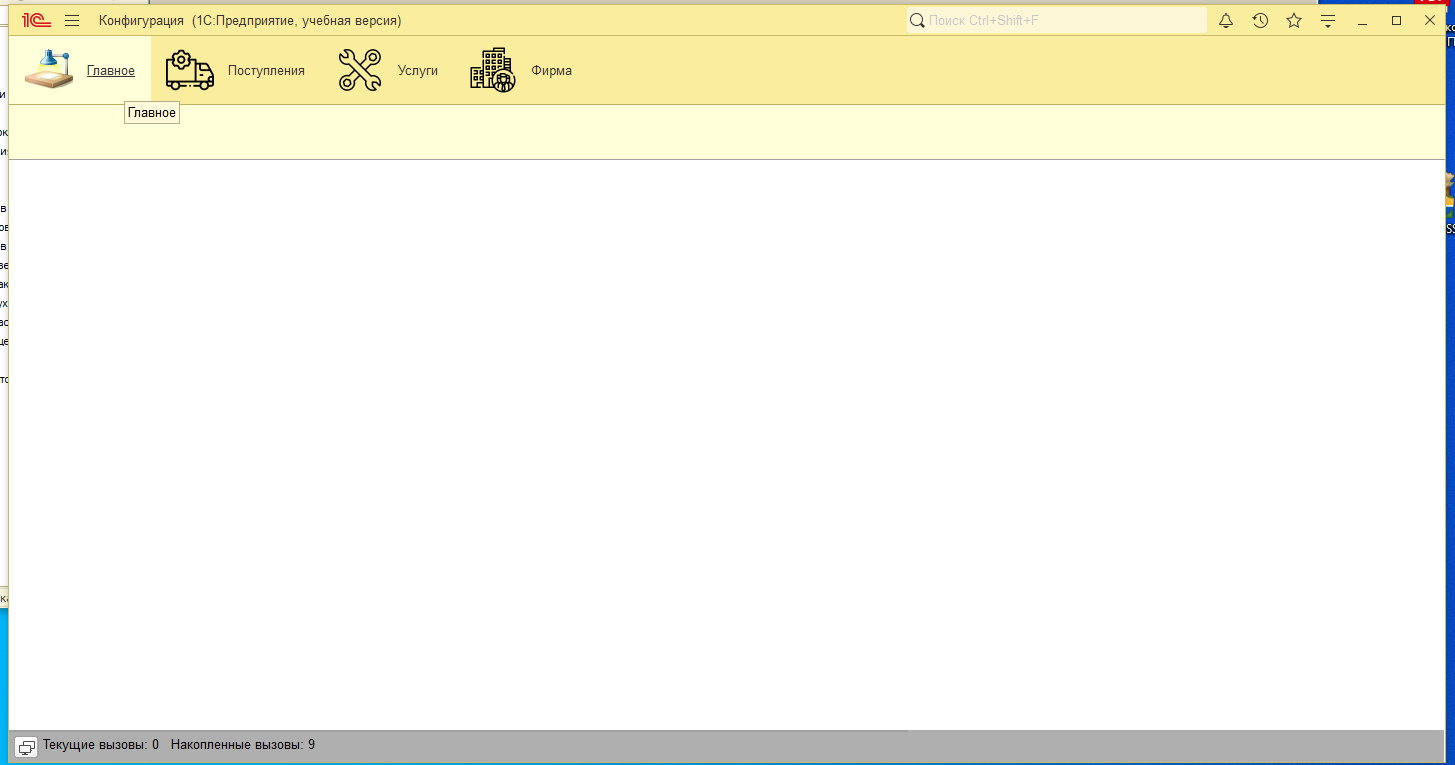 1С Конфигурация (1С:Предприятие, учебная версия) Поиск Ctrl+Shift+F
Главное Поступления Услуги Фирма
Главное
Текущие вызовы: 0 Накопленные вызовы: 9